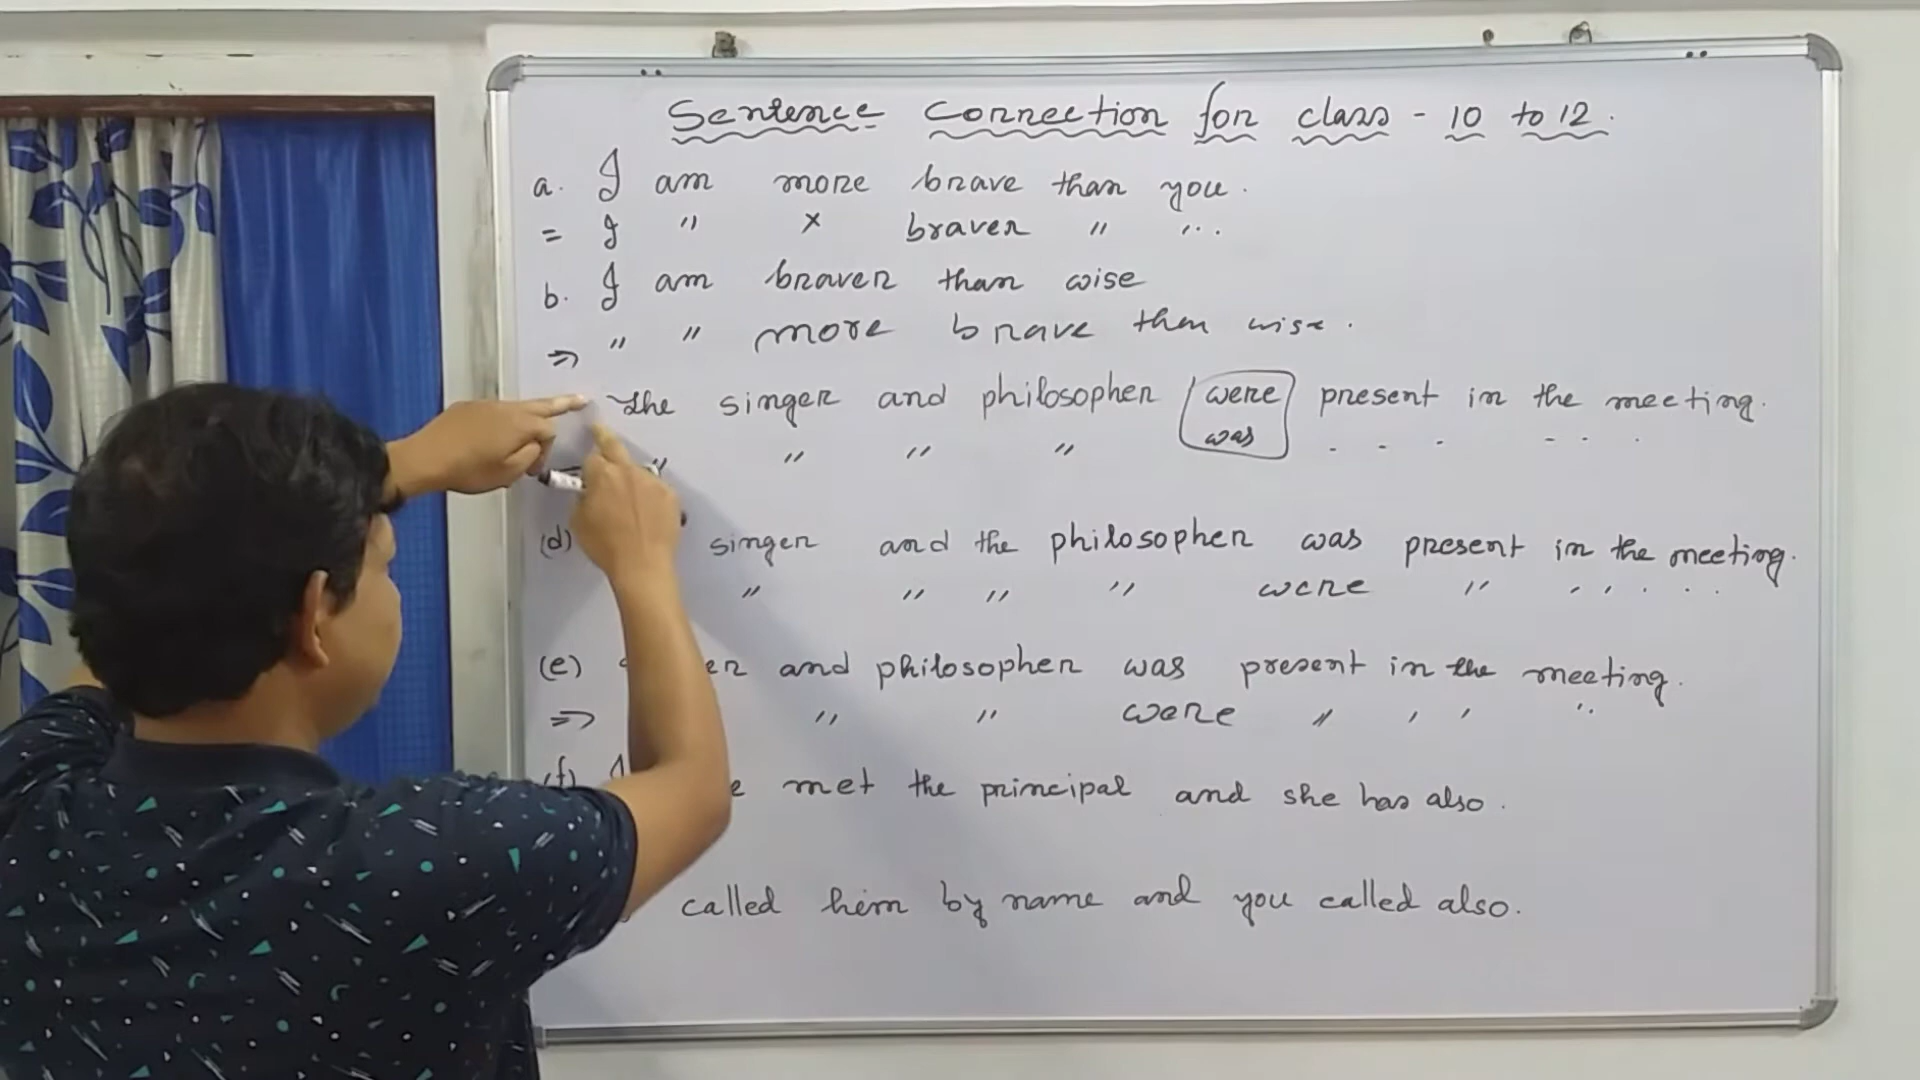 Sentence Connection for class - 10 to 12.
a. I am more brave than you.
= I " x braver " "..
b. I am braver than wise
⇒ " " more brave then wise.
The singer and philosopher were present in the meeting.
" " " " was . . . - . . .
(d) singer and the philosopher was present in the meeting.
" " " " were " , , . . .
(e) and philosopher was present in the meeting.
⇒ " " were " , , ".
(f) I met the principal and she has also.
called him by name and you called also.